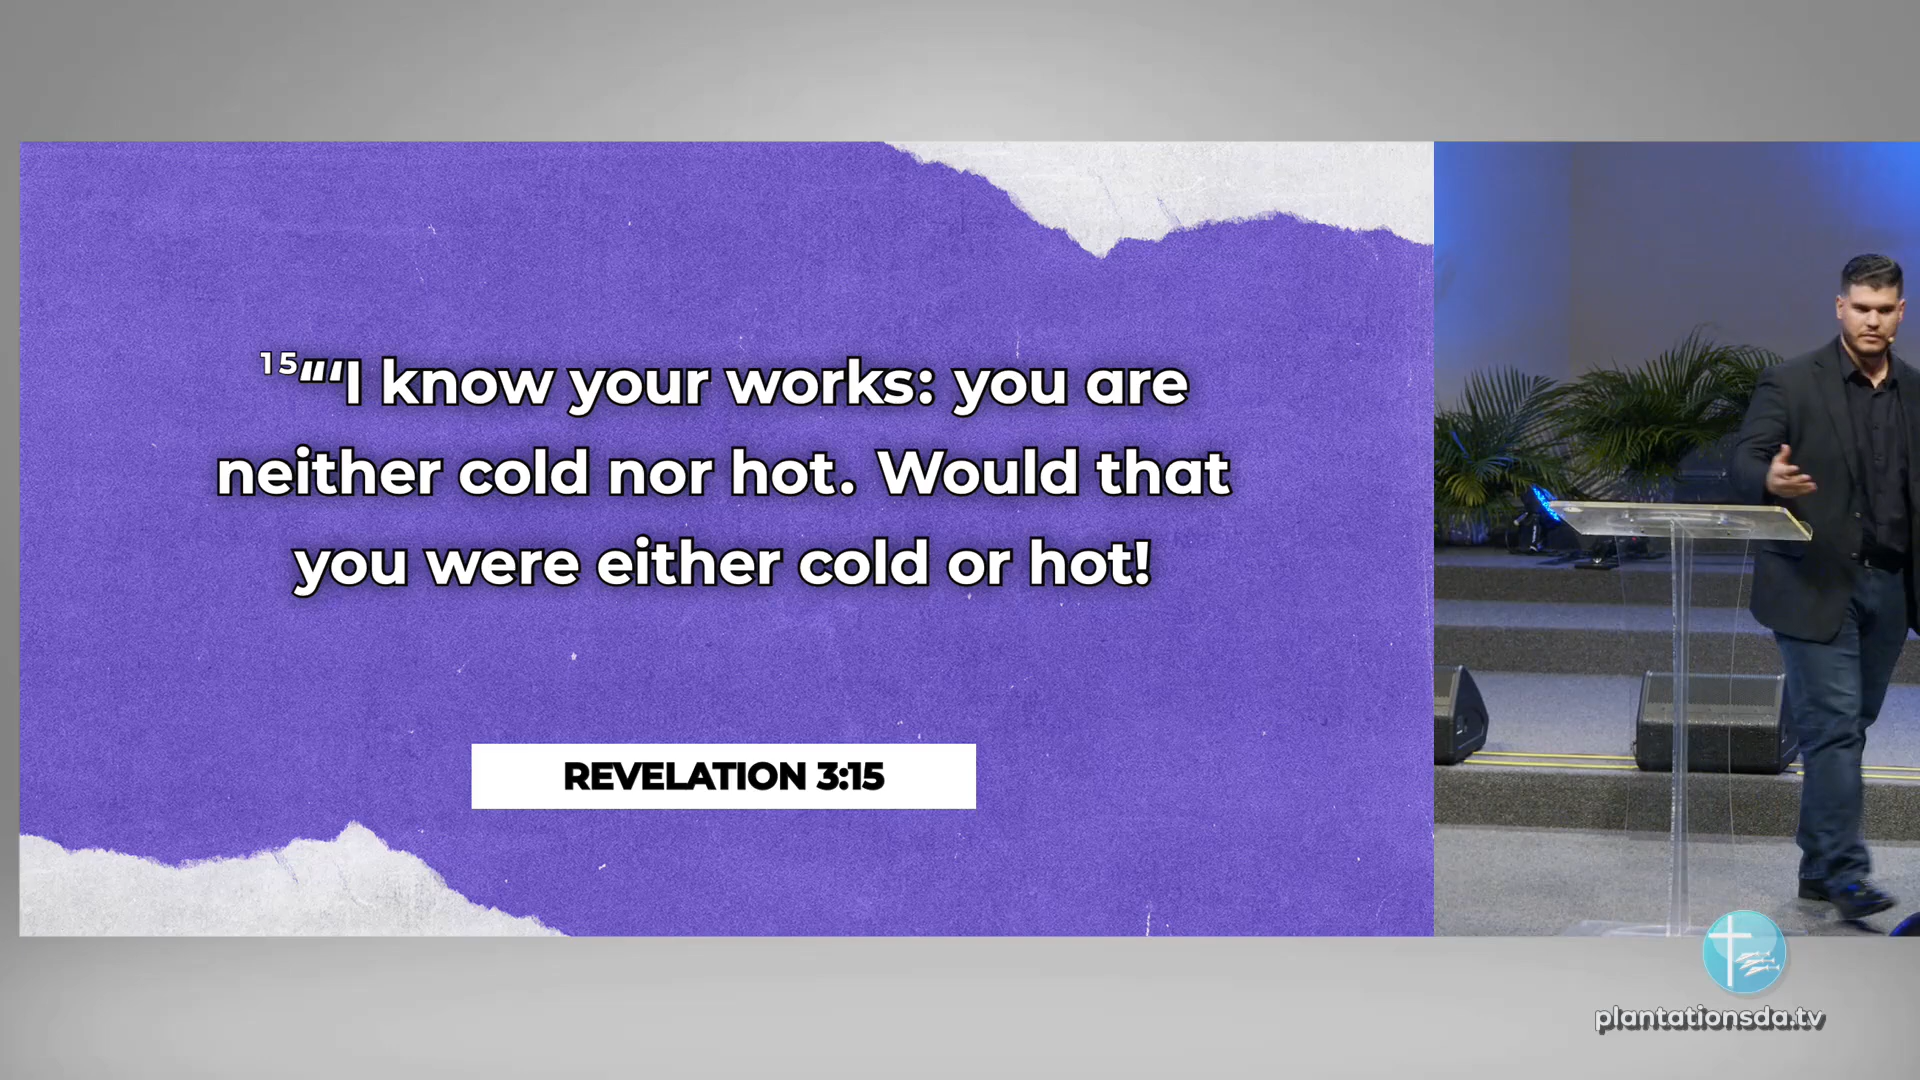 15“‘I know your works: you are
neither cold nor hot. Would that
you were either cold or hot!
REVELATION 3:15
plantationsda.tv